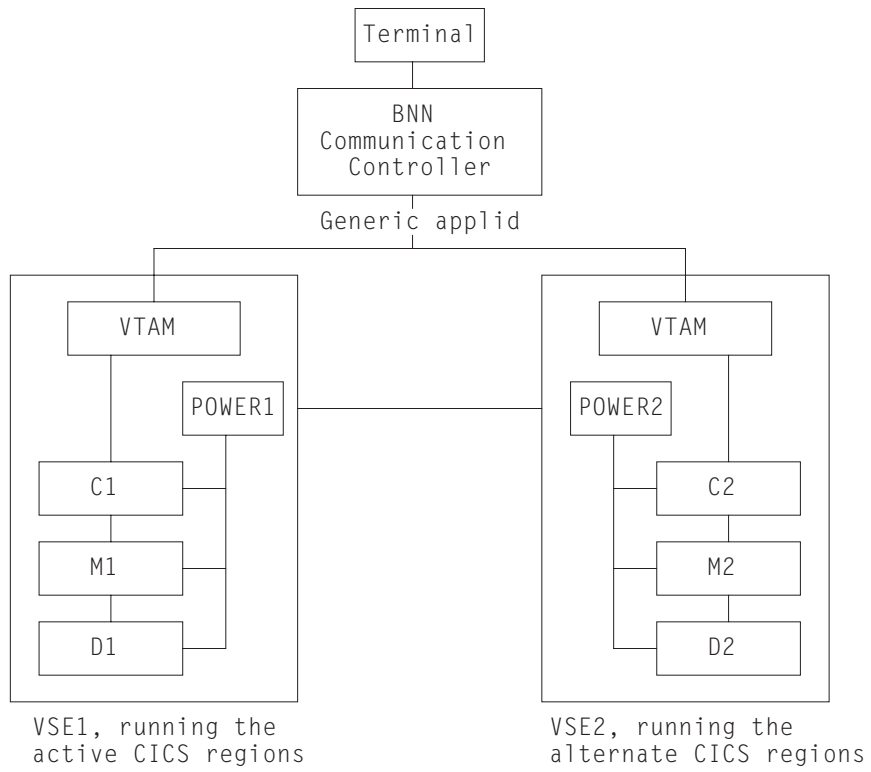 Terminal
BNN
Communication
Controller
Generic applid
VTAM
VTAM
POWER1
POWER2
C1
C2
M1
M2
D1
D2
VSE1, running the
active CICS regions
VSE2, running the
alternate CICS regions